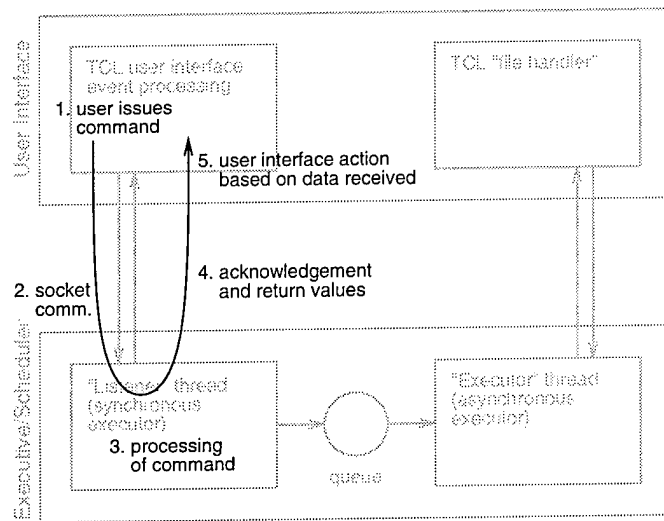 User Interface
TCL user interface
event processing
1. user issues
command
TCL "file handler"
5. user interface action
based on data received
4. acknowledgement
and return values
2. socket
comm.
Executive/Scheduler
"Listener" thread
(synchronous
executor)
3. processing
of command
queue
"Executor" thread
(asynchronous
executor)